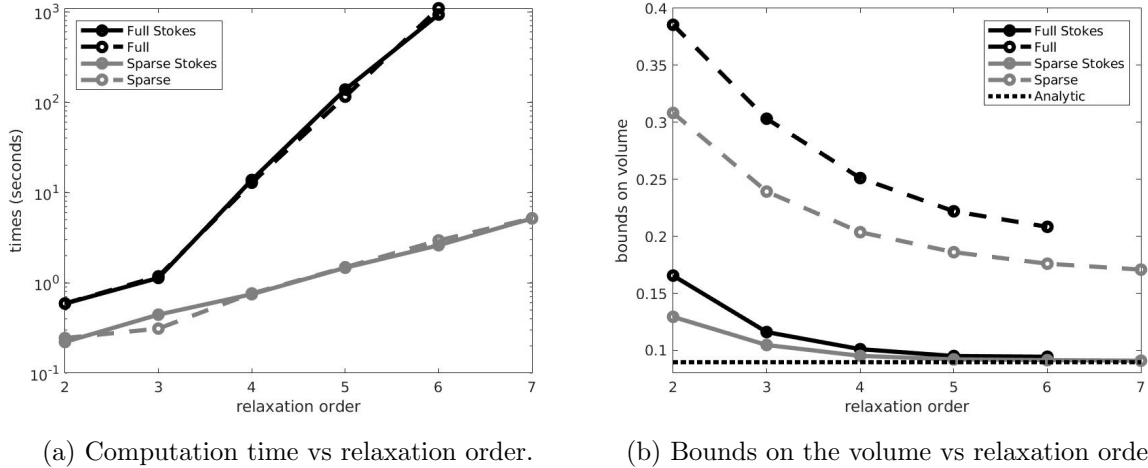 10^3
10^2
10^1
10^0
10^-1
times (seconds)
Full Stokes
Full
Sparse Stokes
Sparse
2 3 4 5 6 7
relaxation order
0.4
0.35
0.3
0.25
0.2
0.15
0.1
bounds on volume
Full Stokes
Full
Sparse Stokes
Sparse
Analytic
2 3 4 5 6 7
relaxation order
(a) Computation time vs relaxation order.
(b) Bounds on the volume vs relaxation orde